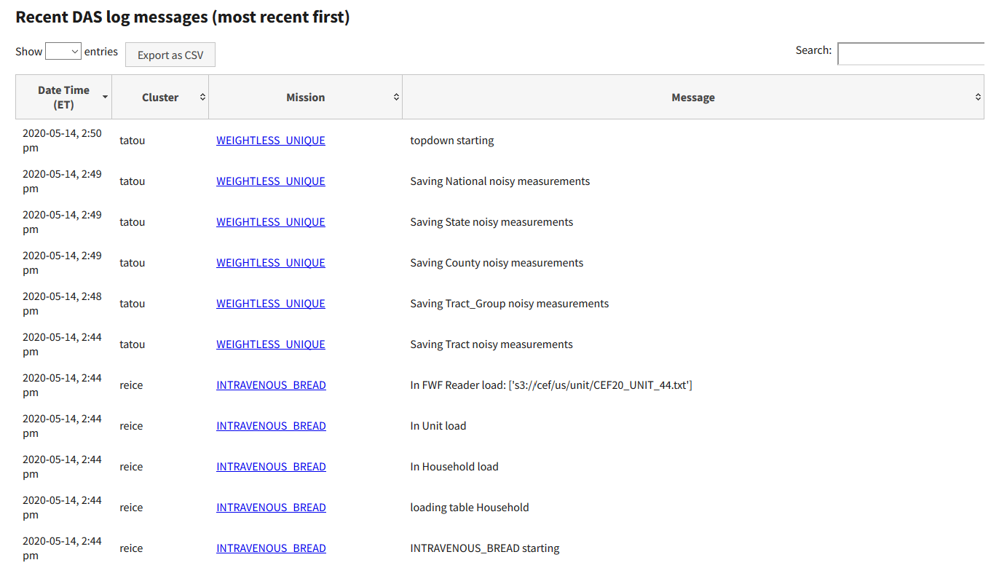 Recent DAS log messages (most recent first)
Show entries Export as CSV Search:
Date Time (ET) Cluster Mission Message
2020-05-14, 2:50 pm tatou WEIGHTLESS_UNIQUE topdown starting
2020-05-14, 2:49 pm tatou WEIGHTLESS_UNIQUE Saving National noisy measurements
2020-05-14, 2:49 pm tatou WEIGHTLESS_UNIQUE Saving State noisy measurements
2020-05-14, 2:49 pm tatou WEIGHTLESS_UNIQUE Saving County noisy measurements
2020-05-14, 2:48 pm tatou WEIGHTLESS_UNIQUE Saving Tract_Group noisy measurements
2020-05-14, 2:44 pm tatou WEIGHTLESS_UNIQUE Saving Tract noisy measurements
2020-05-14, 2:44 pm reice INTRAVENOUS_BREAD In FWF Reader load: ['s3://cef/us/unit/CEF20_UNIT_44.txt']
2020-05-14, 2:44 pm reice INTRAVENOUS_BREAD In Unit load
2020-05-14, 2:44 pm reice INTRAVENOUS_BREAD In Household load
2020-05-14, 2:44 pm reice INTRAVENOUS_BREAD loading table Household
2020-05-14, 2:44 pm reice INTRAVENOUS_BREAD INTRAVENOUS_BREAD starting